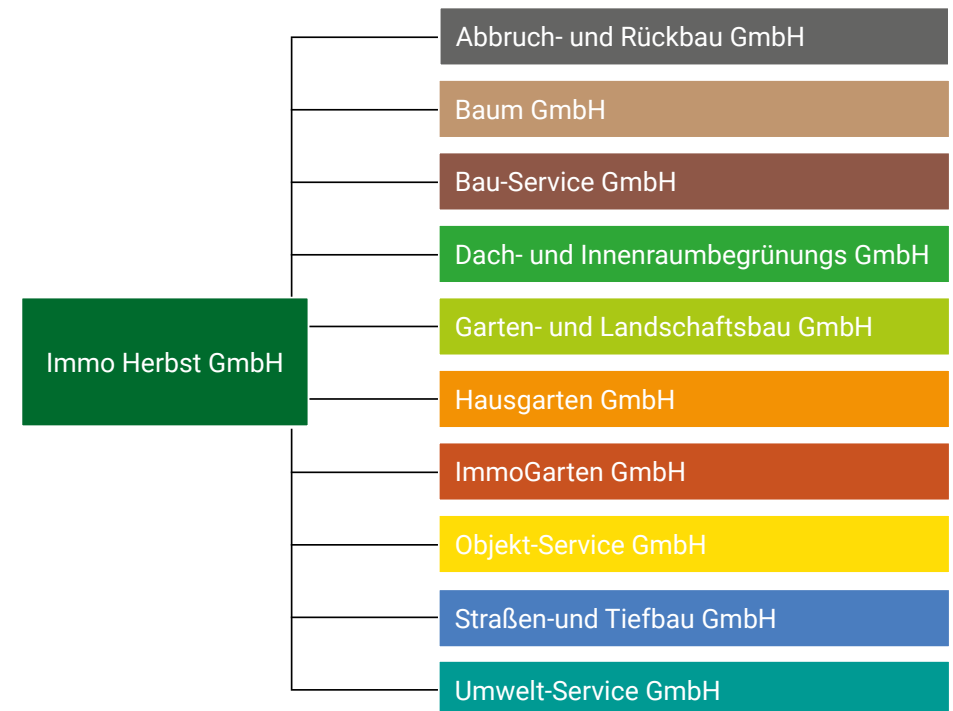 Abbruch- und Rückbau GmbH
Baum GmbH
Bau-Service GmbH
Dach- und Innenraumbegrünungs GmbH
Garten- und Landschaftsbau GmbH
Immo Herbst GmbH
Hausgarten GmbH
ImmoGarten GmbH
Objekt-Service GmbH
Straßen-und Tiefbau GmbH
Umwelt-Service GmbH